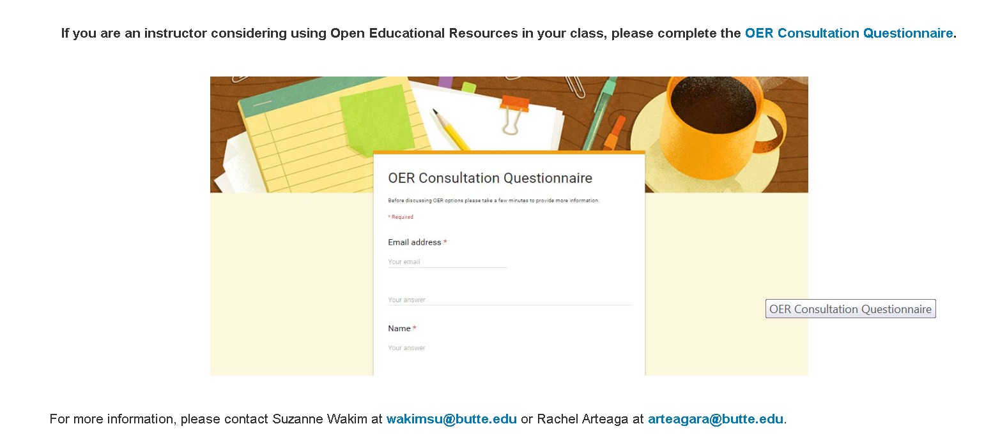 If you are an instructor considering using Open Educational Resources in your class, please complete the OER Consultation Questionnaire.
OER Consultation Questionnaire
Before discussing OER options please take a few minutes to provide more information.
* Required
Email address *
Your email
Your answer
OER Consultation Questionnaire
Name *
Your answer
For more information, please contact Suzanne Wakim at wakimsu@butte.edu or Rachel Arteaga at arteagara@butte.edu.